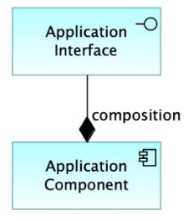 Application
Interface
composition
Application
Component